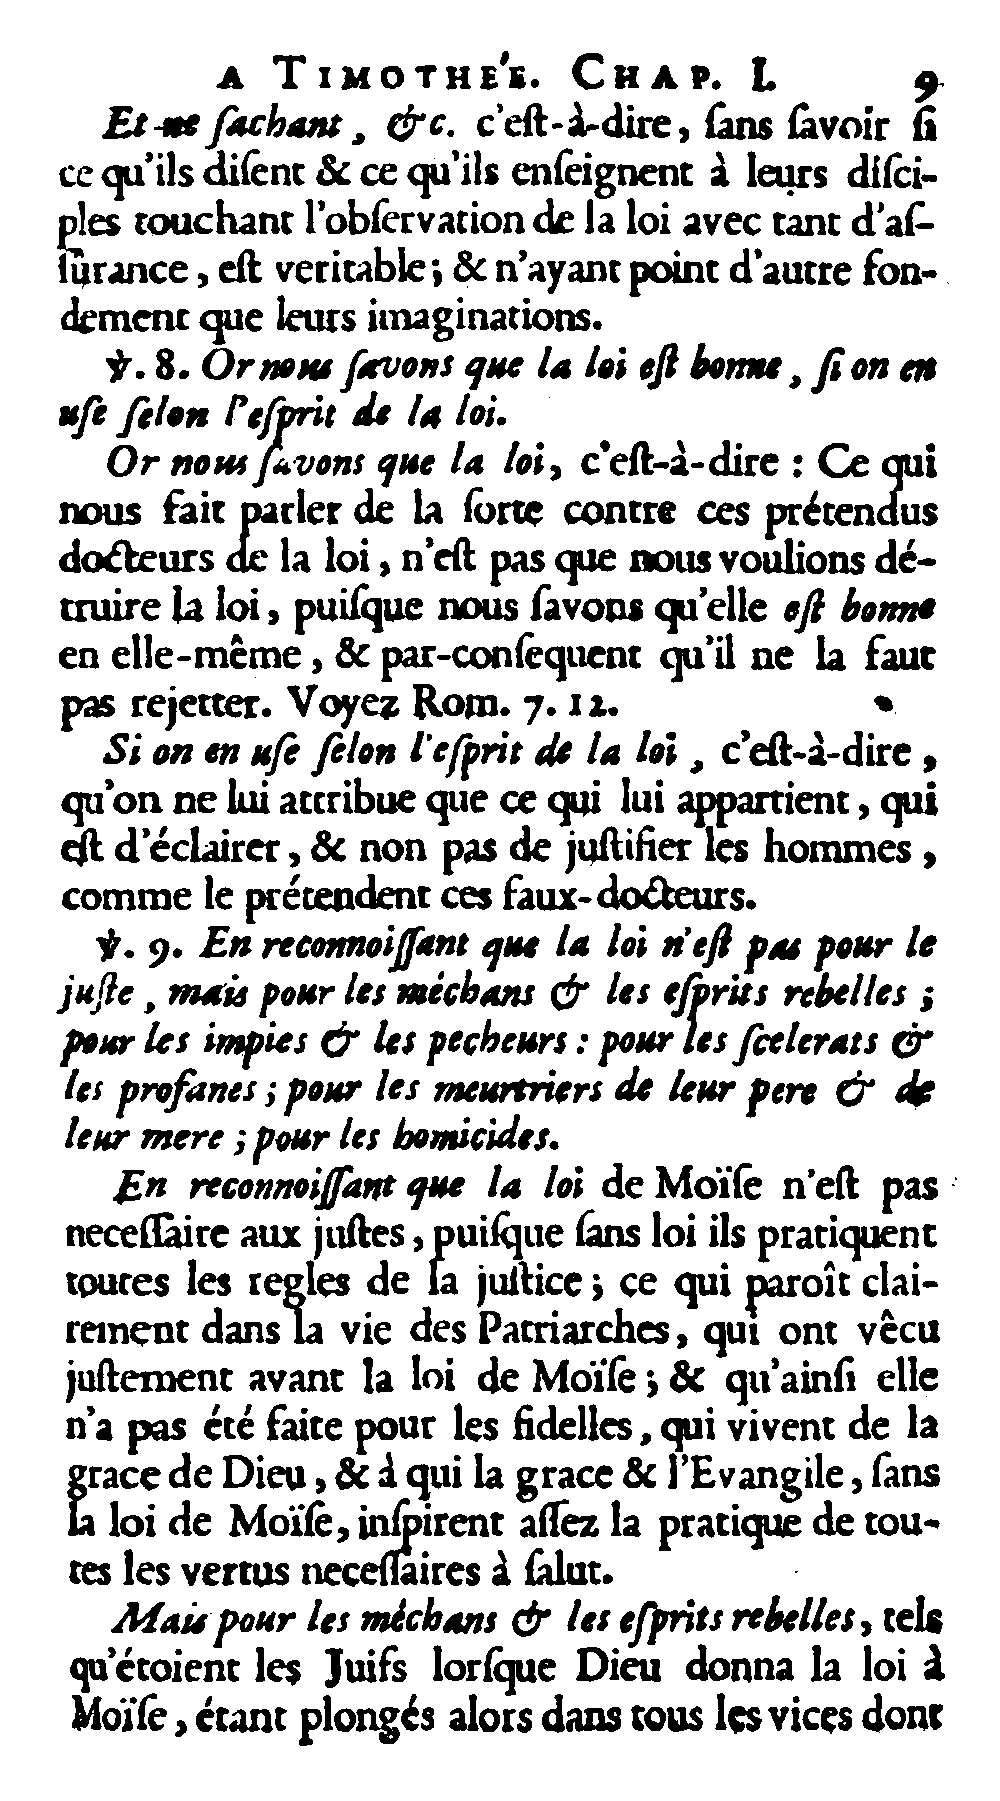 A TIMOTHE'E. CHAP. I. 9
Et ne ſachant, &c. c'eſt-à-dire, ſans ſavoir ſi
ce qu'ils diſent & ce qu'ils enſeignent à leurs diſci-
ples touchant l'obſervation de la loi avec tant d'aſ-
ſûrance, eſt veritable; & n'ayant point d'autre fon-
dement que leurs imaginations.
℣. 8. Or nous ſavons que la loi eſt bonne, ſi on en
uſe ſelon l'eſprit de la loi.
Or nous ſavons que la loi, c'eſt-à-dire : Ce qui
nous fait parler de la ſorte contre ces prétendus
docteurs de la loi, n'eſt pas que nous voulions dé-
truire la loi, puiſque nous ſavons qu'elle eſt bonne
en elle-même, & par-conſequent qu'il ne la faut
pas rejetter. Voyez Rom. 7. 12.
Si on en uſe ſelon l'eſprit de la loi, c'eſt-à-dire,
qu'on ne lui attribue que ce qui lui appartient, qui
eſt d'éclairer, & non pas de juſtifier les hommes,
comme le prétendent ces faux-docteurs.
℣. 9. En reconnoiſſant que la loi n'eſt pas pour le
juſte, mais pour les méchans & les eſprits rebelles;
pour les impies & les pecheurs : pour les ſcelerats &
les profanes; pour les meurtriers de leur pere & de
leur mere; pour les homicides.
En reconnoiſſant que la loi de Moïſe n'eſt pas
neceſſaire aux juſtes, puiſque ſans loi ils pratiquent
toutes les regles de la juſtice; ce qui paroît clai-
rement dans la vie des Patriarches, qui ont vêcu
juſtement avant la loi de Moïſe; & qu'ainſi elle
n'a pas été faite pour les fidelles, qui vivent de la
grace de Dieu, & à qui la grace & l'Evangile, ſans
la loi de Moïſe, inſpirent aſſez la pratique de tou-
tes les vertus neceſſaires à ſalut.
Mais pour les méchans & les eſprits rebelles, tels
qu'étoient les Juifs lorſque Dieu donna la loi à
Moïſe, étant plongés alors dans tous les vices dont